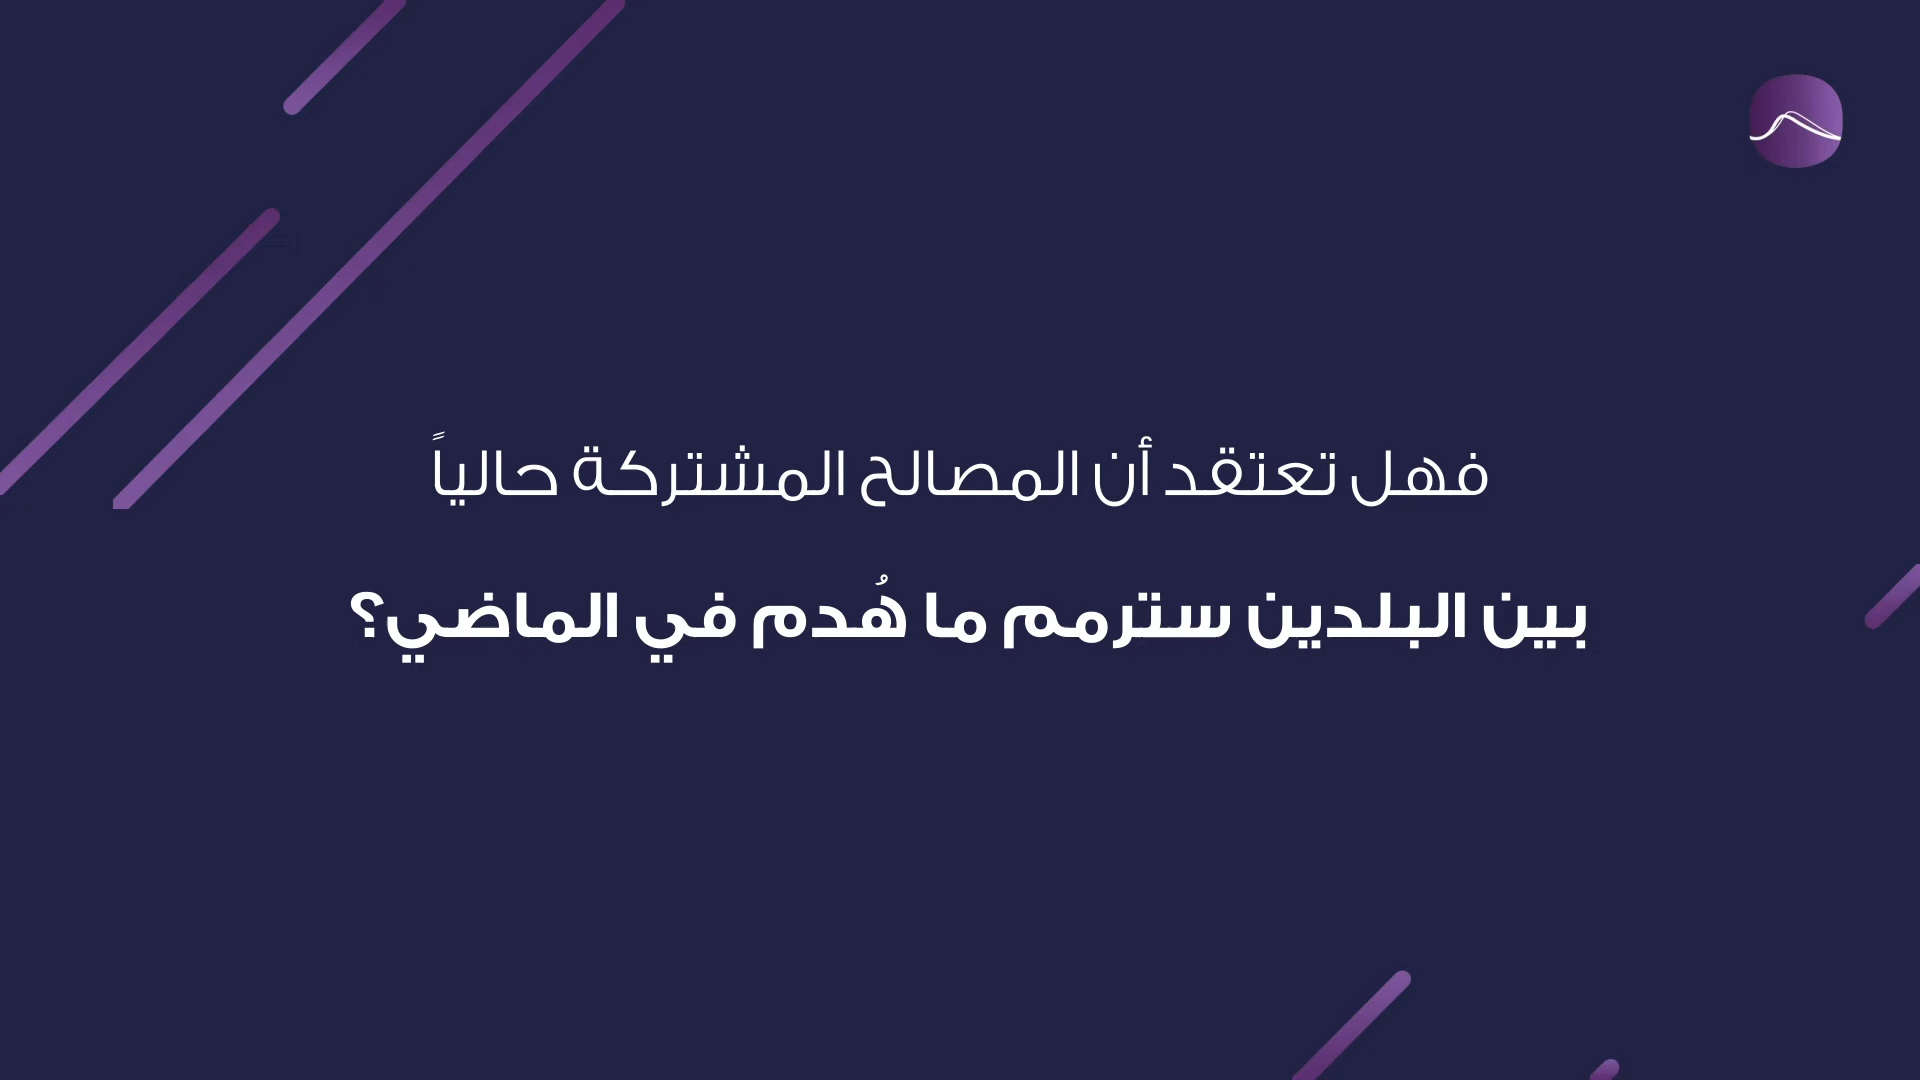 فهل تعتقد أن المصالح المشتركة حالياً
بين البلدين سترمم ما هُدم في الماضي؟